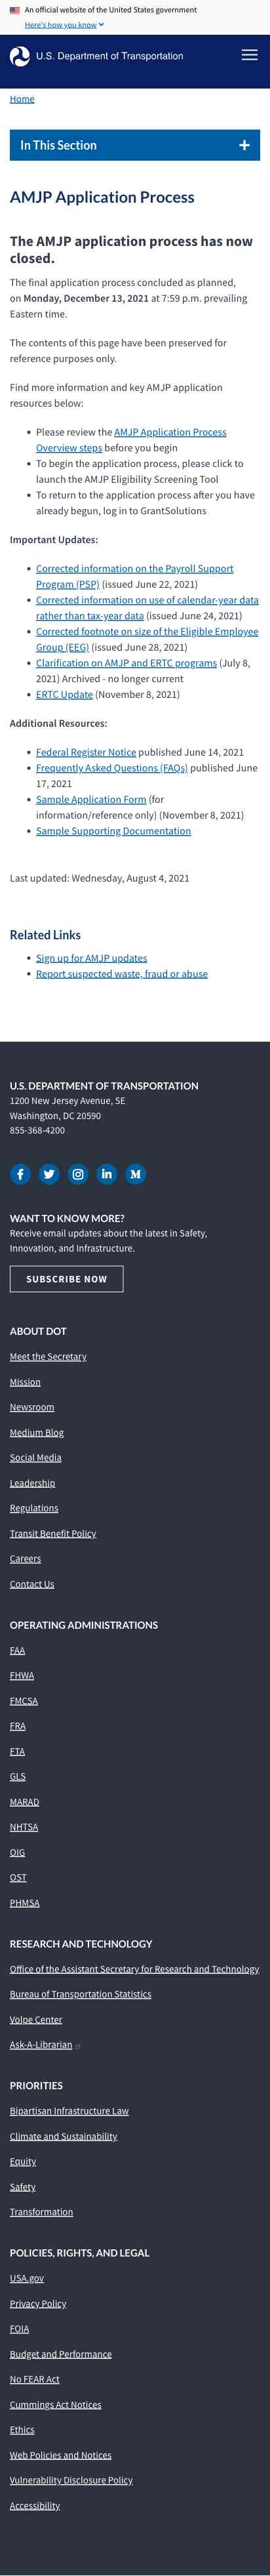 An official website of the United States government
Here's how you know
U.S. Department of Transportation
Home
In This Section
AMJP Application Process
The AMJP application process has now
closed.
The final application process concluded as planned,
on Monday, December 13, 2021 at 7:59 p.m. prevailing
Eastern time.
The contents of this page have been preserved for
reference purposes only.
Find more information and key AMJP application
resources below:
• Please review the AMJP Application Process
Overview steps before you begin
• To begin the application process, please click to
launch the AMJP Eligibility Screening Tool
• To return to the application process after you have
already begun, log in to GrantSolutions
Important Updates:
• Corrected information on the Payroll Support
Program (PSP) (issued June 22, 2021)
• Corrected information on use of calendar-year data
rather than tax-year data (issued June 24, 2021)
• Corrected footnote on size of the Eligible Employee
Group (EEG) (issued June 28, 2021)
• Clarification on AMJP and ERTC programs (July 8,
2021) Archived - no longer current
• ERTC Update (November 8, 2021)
Additional Resources:
• Federal Register Notice published June 14, 2021
• Frequently Asked Questions (FAQs) published June
17, 2021
• Sample Application Form (for
information/reference only) (November 8, 2021)
• Sample Supporting Documentation
Last updated: Wednesday, August 4, 2021
Related Links
• Sign up for AMJP updates
• Report suspected waste, fraud or abuse
U.S. DEPARTMENT OF TRANSPORTATION
1200 New Jersey Avenue, SE
Washington, DC 20590
855-368-4200
WANT TO KNOW MORE?
Receive email updates about the latest in Safety,
Innovation, and Infrastructure.
SUBSCRIBE NOW
ABOUT DOT
Meet the Secretary
Mission
Newsroom
Medium Blog
Social Media
Leadership
Regulations
Transit Benefit Policy
Careers
Contact Us
OPERATING ADMINISTRATIONS
FAA
FHWA
FMCSA
FRA
FTA
GLS
MARAD
NHTSA
OIG
OST
PHMSA
RESEARCH AND TECHNOLOGY
Office of the Assistant Secretary for Research and Technology
Bureau of Transportation Statistics
Volpe Center
Ask-A-Librarian
PRIORITIES
Bipartisan Infrastructure Law
Climate and Sustainability
Equity
Safety
Transformation
POLICIES, RIGHTS, AND LEGAL
USA.gov
Privacy Policy
FOIA
Budget and Performance
No FEAR Act
Cummings Act Notices
Ethics
Web Policies and Notices
Vulnerability Disclosure Policy
Accessibility